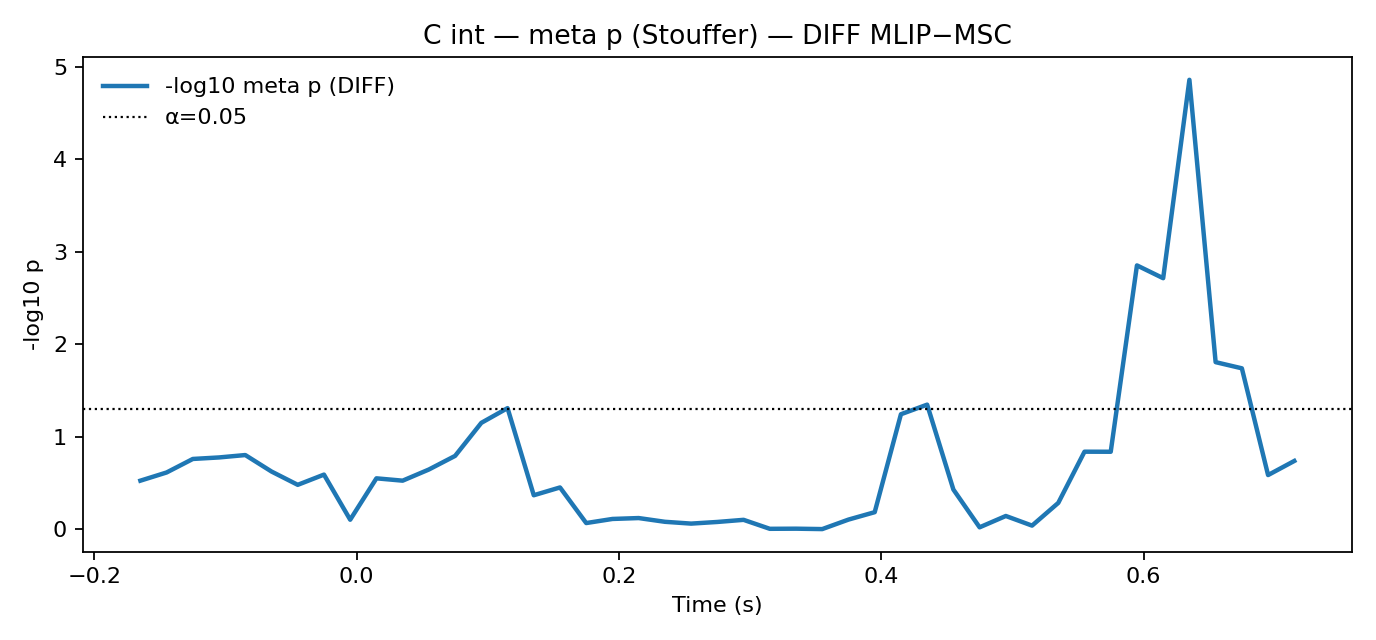 C int — meta p (Stouffer) — DIFF MLIP−MSC
5
-log10 meta p (DIFF)
α=0.05
4
3
2
1
0
-log10 p
−0.2
0.0
0.2
0.4
0.6
Time (s)